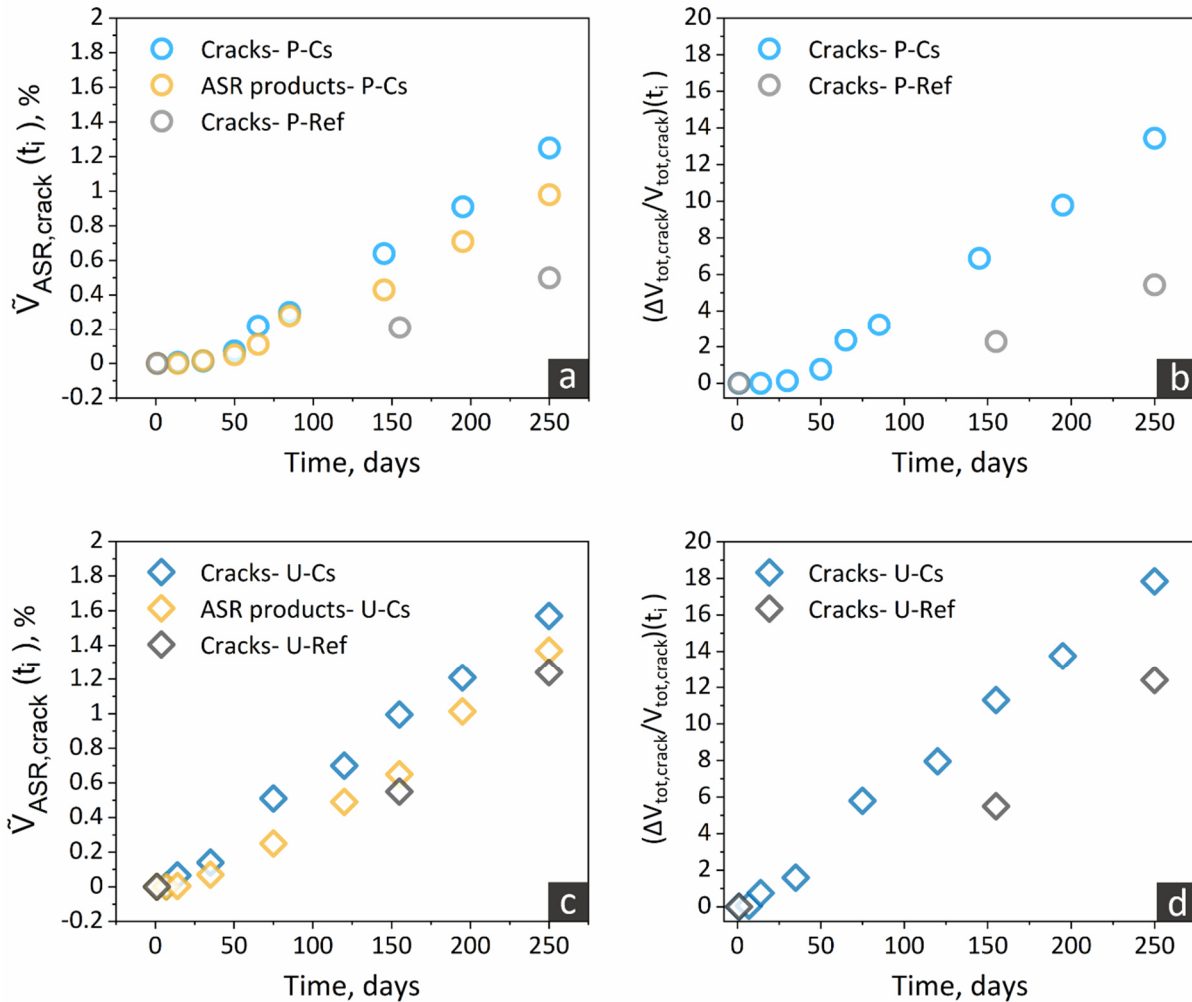 2
1.8
1.6
1.4
1.2
1
0.8
0.6
0.4
0.2
0
-0.2
Ṽ_ASR,crack (t_i ), %
Cracks- P-Cs
ASR products- P-Cs
Cracks- P-Ref
a
0 50 100 150 200 250
Time, days
20
18
16
14
12
10
8
6
4
2
0
(ΔV_tot,crack/V_tot,crack)(t_i )
Cracks- P-Cs
Cracks- P-Ref
b
0 50 100 150 200 250
Time, days
2
1.8
1.6
1.4
1.2
1
0.8
0.6
0.4
0.2
0
-0.2
Ṽ_ASR,crack (t_i ), %
Cracks- U-Cs
ASR products- U-Cs
Cracks- U-Ref
c
0 50 100 150 200 250
Time, days
20
18
16
14
12
10
8
6
4
2
0
(ΔV_tot,crack/V_tot,crack)(t_i )
Cracks- U-Cs
Cracks- U-Ref
d
0 50 100 150 200 250
Time, days